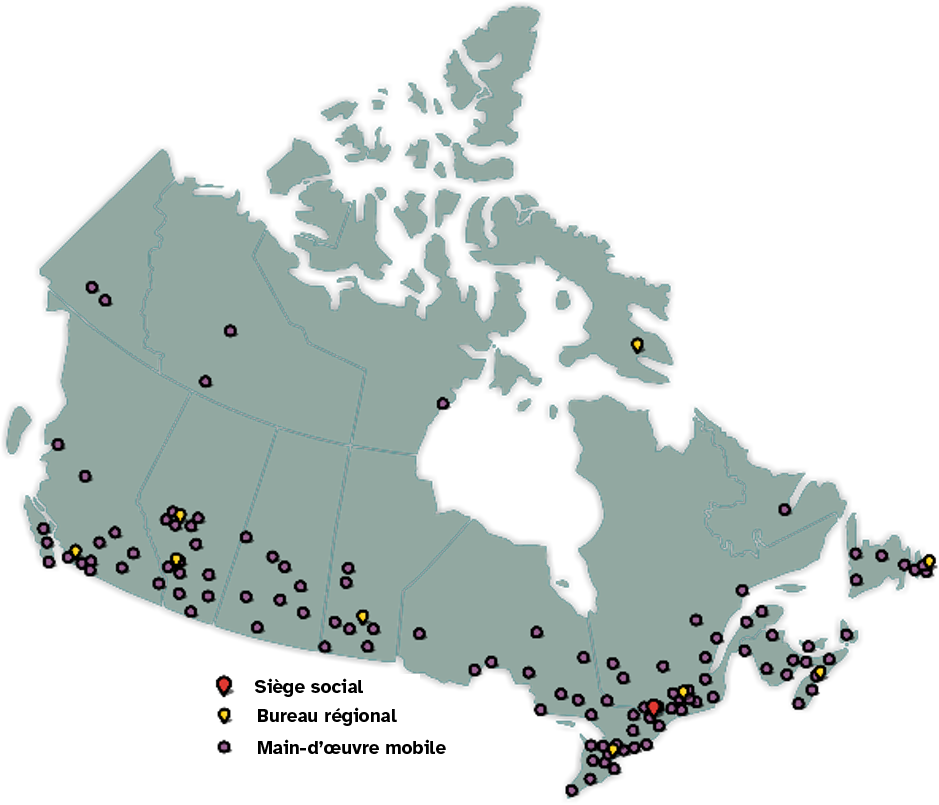 Siège social
Bureau régional
Main-d’œuvre mobile